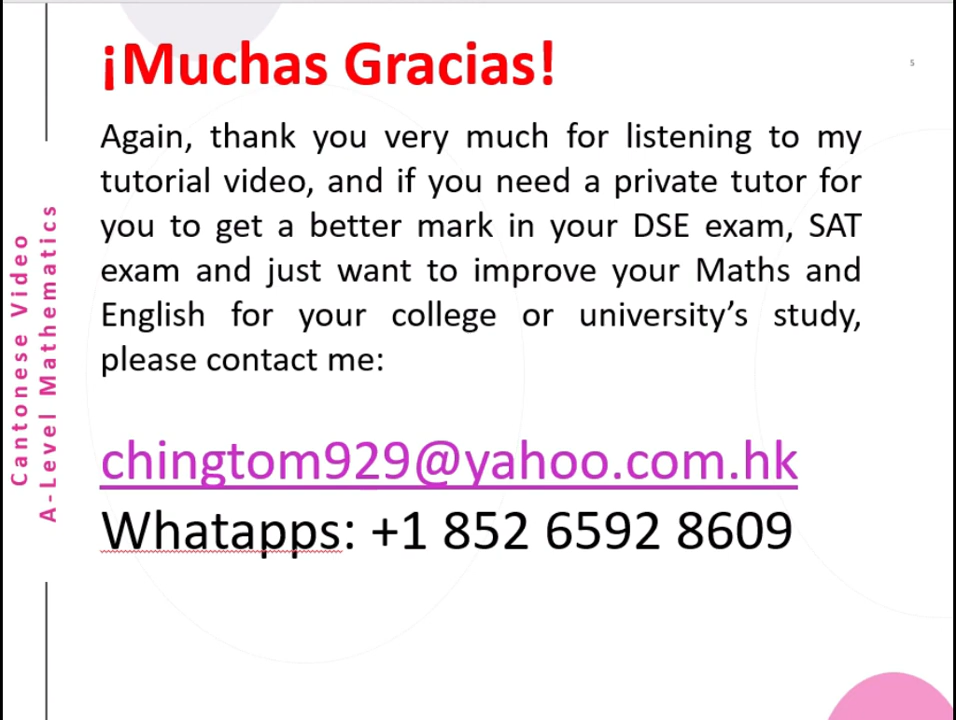 ¡Muchas Gracias!
5
Again, thank you very much for listening to my
tutorial video, and if you need a private tutor for
you to get a better mark in your DSE exam, SAT
exam and just want to improve your Maths and
English for your college or university’s study,
please contact me:
chingtom929@yahoo.com.hk
Whatapps: +1 852 6592 8609
Cantonese Video
A-Level Mathematics